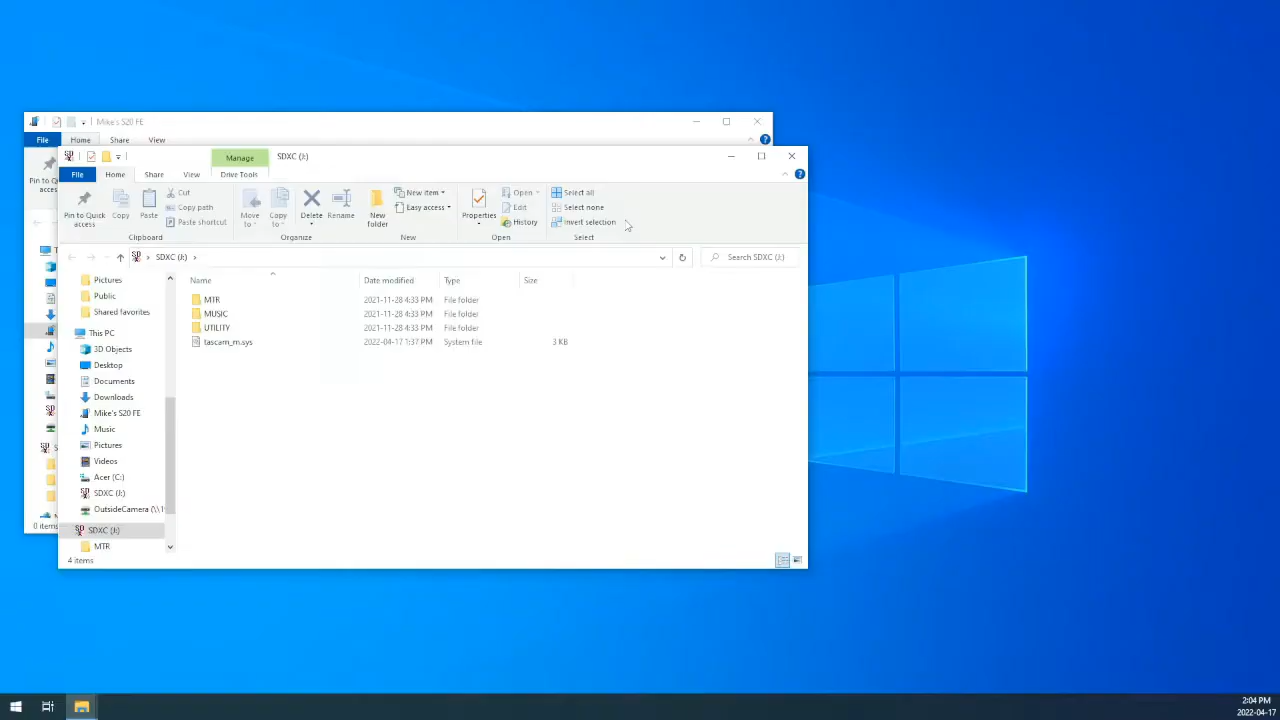 Mike's S20 FE
File Home Share View
Manage SDXC (J:)
File Home Share View Drive Tools
Pin to Quick access
Copy
Paste
Cut
Copy path
Paste shortcut
Clipboard
Move to
Copy to
Delete
Rename
Organize
New folder
New item
Easy access
New
Properties
Open
Edit
History
Open
Select all
Select none
Invert selection
Select
SDXC (J:)
Search SDXC (J:)
Pictures
Public
Shared favorites
This PC
3D Objects
Desktop
Documents
Downloads
Mike's S20 FE
Music
Pictures
Videos
Acer (C:)
SDXC (J:)
OutsideCamera (\\1
SDXC (J:)
MTR
Name Date modified Type Size
MTR 2021-11-28 4:33 PM File folder
MUSIC 2021-11-28 4:33 PM File folder
UTILITY 2021-11-28 4:33 PM File folder
tascam_m.sys 2022-04-17 1:37 PM System file 3 KB
0 items
4 items
2:04 PM
2022-04-17